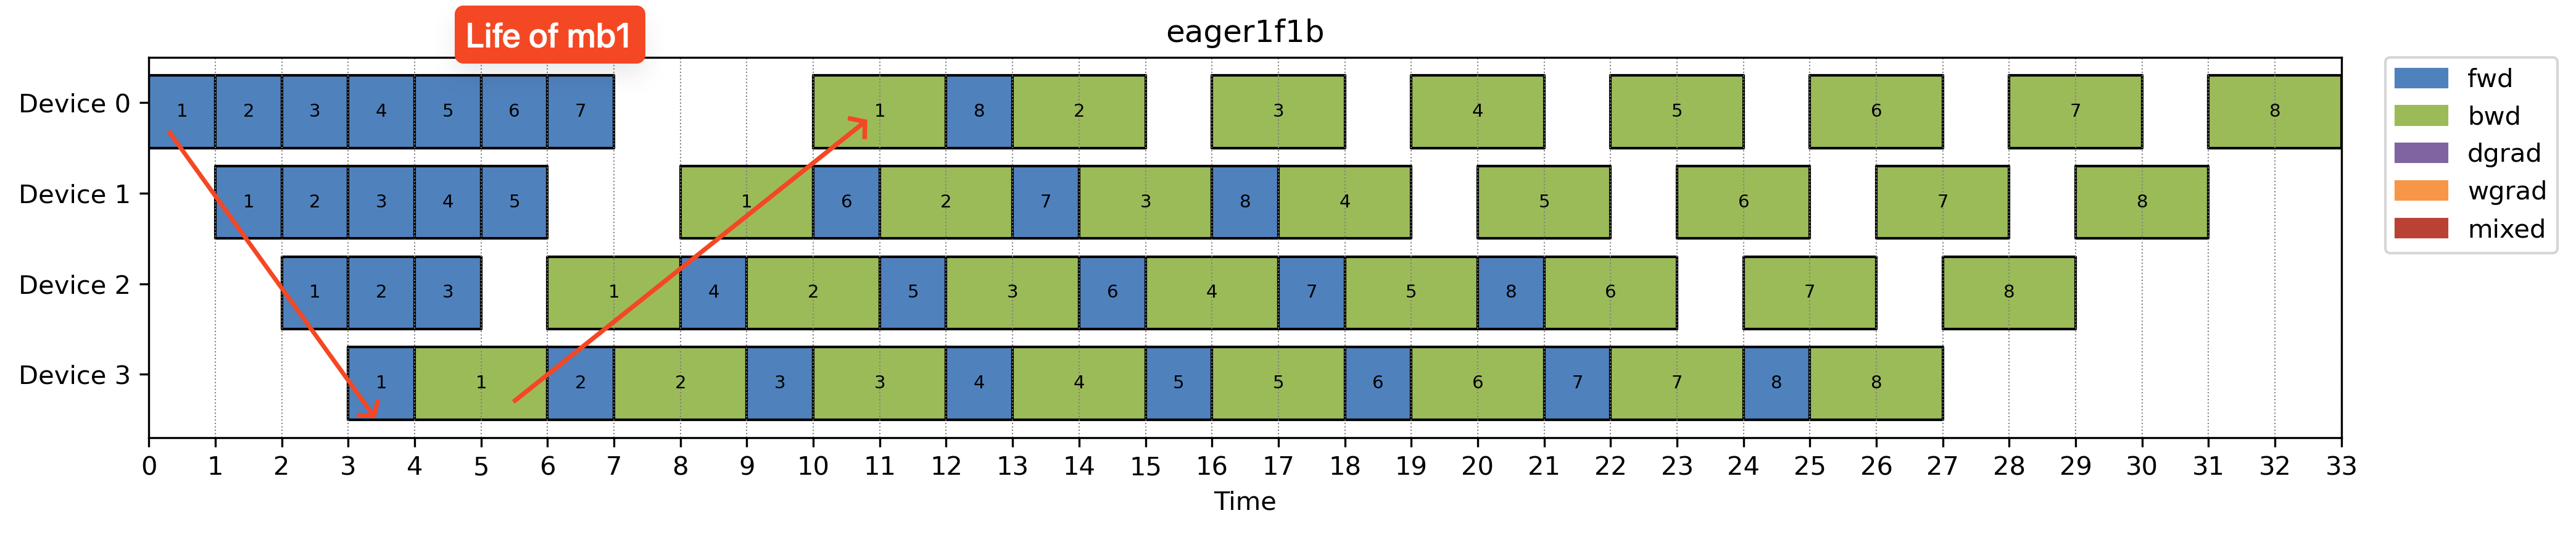 Life of mb1
eager1f1b
Device 0 1 2 3 4 5 6 7 1 8 2 3 4 5 6 7 8
Device 1 1 2 3 4 5 1 6 2 7 3 8 4 5 6 7 8
Device 2 1 2 3 1 4 2 5 3 6 4 7 5 8 6 7 8
Device 3 1 1 2 2 3 3 4 4 5 5 6 6 7 7 8 8
0 1 2 3 4 5 6 7 8 9 10 11 12 13 14 15 16 17 18 19 20 21 22 23 24 25 26 27 28 29 30 31 32 33
Time
fwd
bwd
dgrad
wgrad
mixed